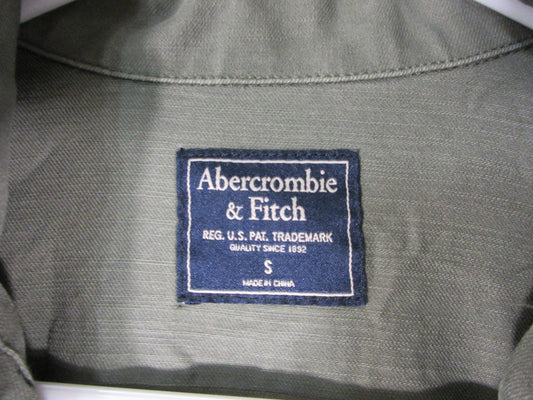 Abercrombie
& Fitch
REG. U.S. PAT. TRADEMARK
QUALITY SINCE 1892
S
MADE IN CHINA